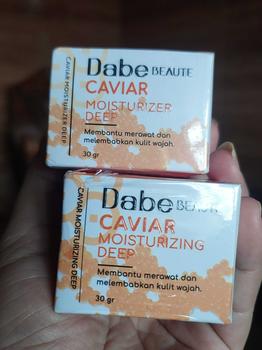 Dabe BEAUTE
CAVIAR
MOISTURIZER
DEEP
Membantu merawat dan
melembabkan kulit wajah.
30 gr
CAVIAR MOISTURIZER DEEP
Dabe BEAUTE
CAVIAR
MOISTURIZING
DEEP
Membantu merawat dan
melembabkan kulit wajah.
30 gr
CAVIAR MOISTURIZING DEEP